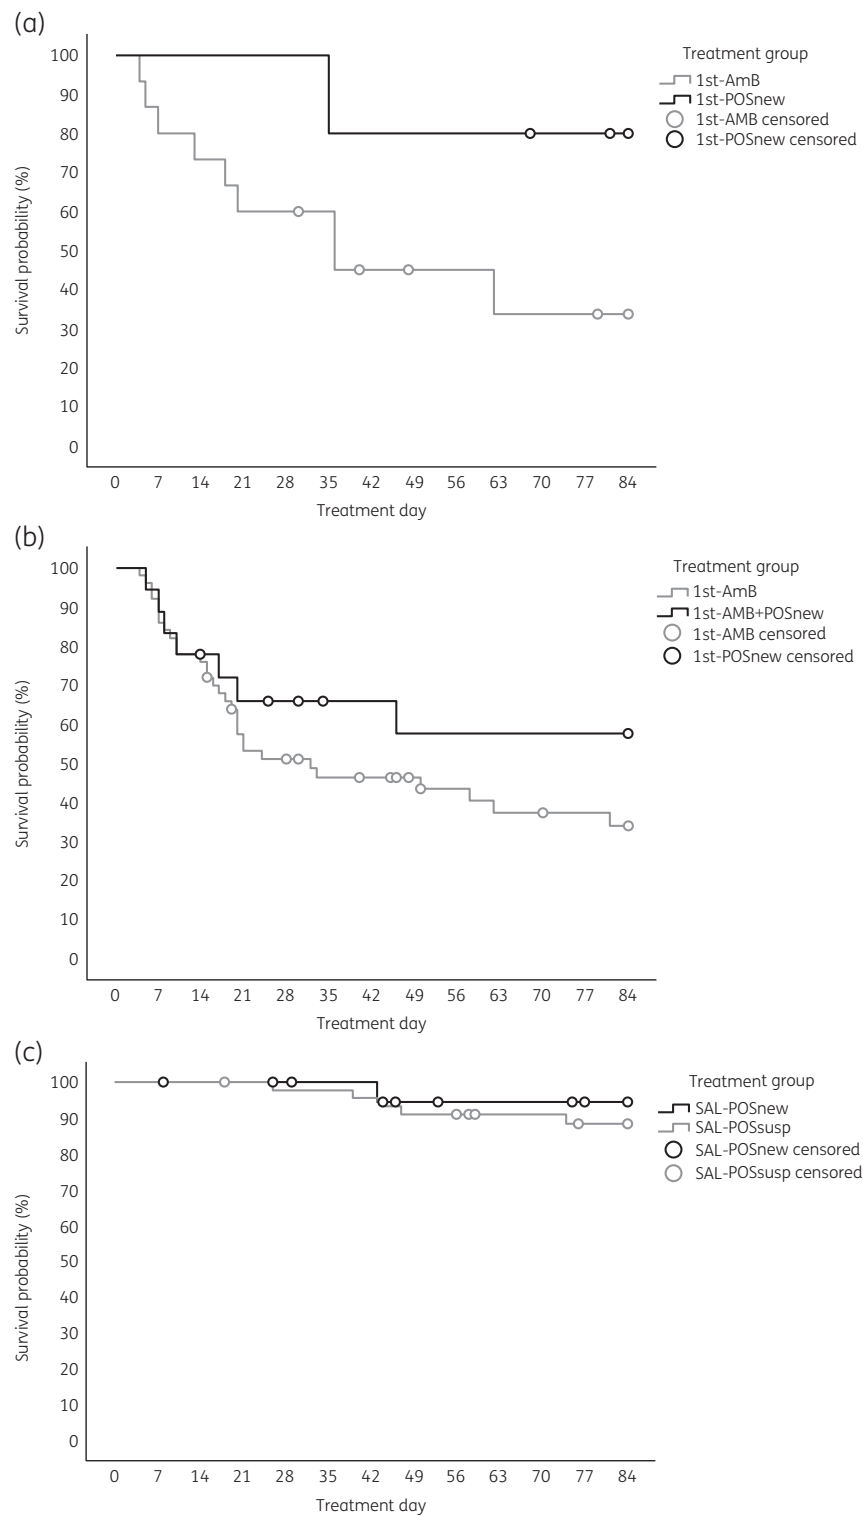 (a)
Survival probability (%)
100
90
80
70
60
50
40
30
20
10
0
0 7 14 21 28 35 42 49 56 63 70 77 84
Treatment day
Treatment group
1st-AmB
1st-POSnew
1st-AMB censored
1st-POSnew censored
(b)
Survival probability (%)
100
90
80
70
60
50
40
30
20
10
0
0 7 14 21 28 35 42 49 56 63 70 77 84
Treatment day
Treatment group
1st-AmB
1st-AMB+POSnew
1st-AMB censored
1st-POSnew censored
(c)
Survival probability (%)
100
90
80
70
60
50
40
30
20
10
0
0 7 14 21 28 35 42 49 56 63 70 77 84
Treatment day
Treatment group
SAL-POSnew
SAL-POSsusp
SAL-POSnew censored
SAL-POSsusp censored